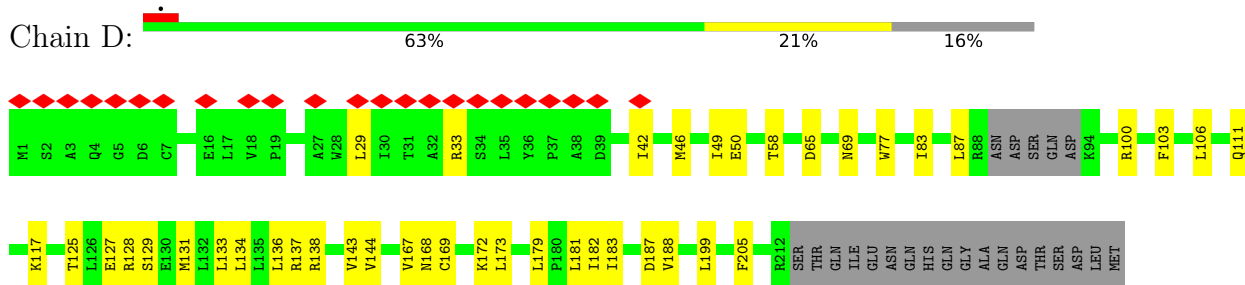 Chain D:
63% 21% 16%
M1 S2 A3 Q4 G5 D6 C7 E16 L17 V18 P19 A27 W28 L29 I30 T31 A32 R33 S34 L35 Y36 P37 A38 D39 I42 M46 I49 E50 T58 D65 N69 W77 I83 L87 R88 ASN ASP SER GLN ASP K94 R100 F103 L106 Q111
K117 T125 L126 E127 R128 S129 E130 M131 L132 L133 L134 L135 L136 R137 R138 V143 V144 V167 N168 C169 K172 L173 L179 P180 L181 I182 I183 D187 V188 L199 F205 R212 SER THR GLN ILE GLU ASN GLN HIS GLN GLY ALA GLN ASP THR SER ASP LEU MET